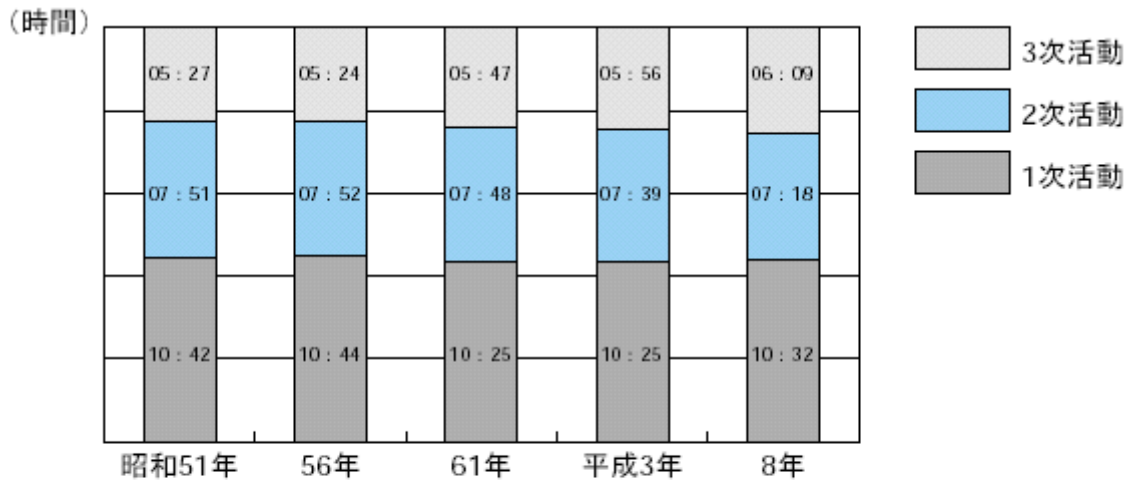 （時間）
05：27 05：24 05：47 05：56 06：09
07：51 07：52 07：48 07：39 07：18
10：42 10：44 10：25 10：25 10：32
昭和51年 56年 61年 平成3年 8年
3次活動
2次活動
1次活動